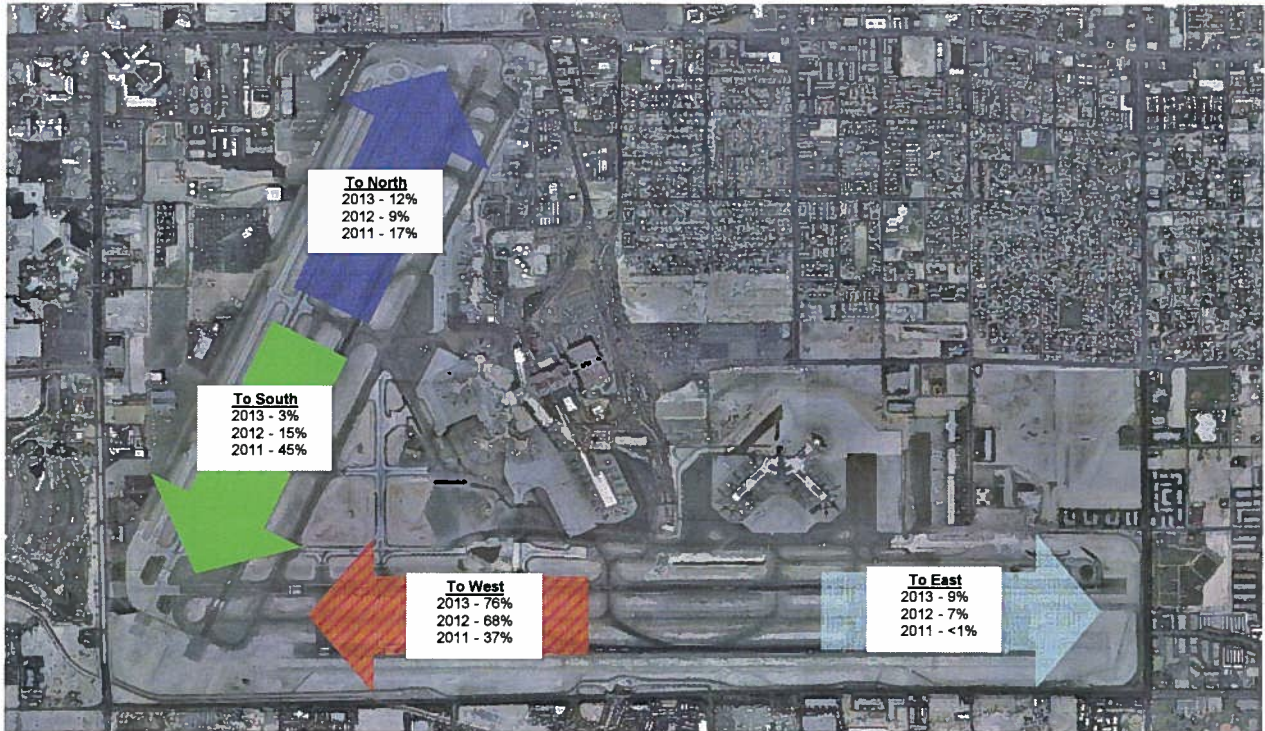 To North
2013 - 12%
2012 - 9%
2011 - 17%
To South
2013 - 3%
2012 - 15%
2011 - 45%
To West
2013 - 76%
2012 - 68%
2011 - 37%
To East
2013 - 9%
2012 - 7%
2011 - <1%